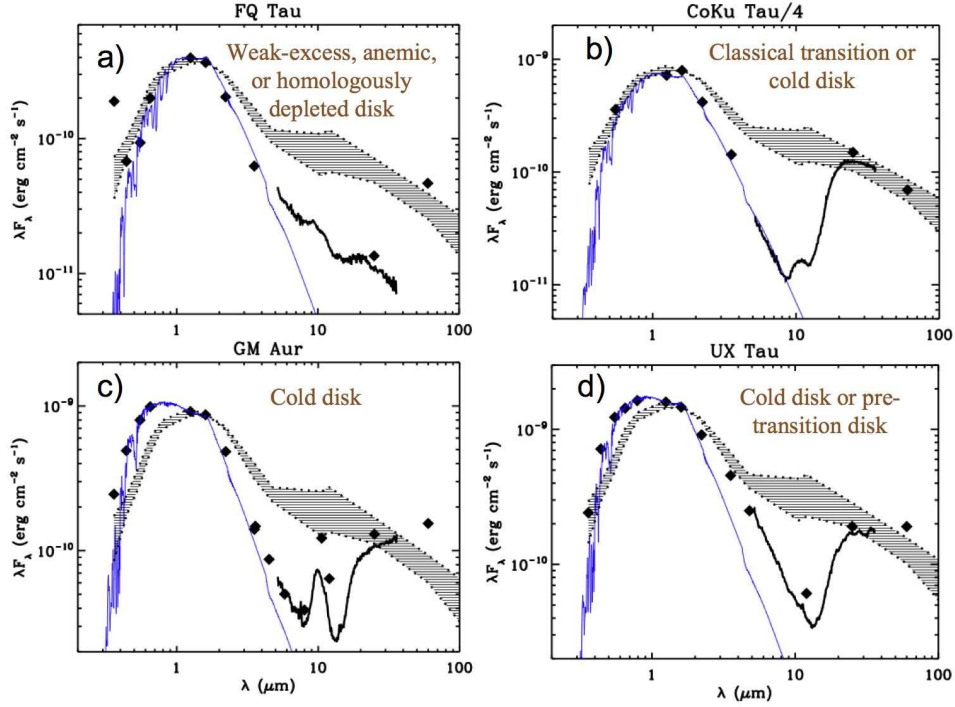 FQ Tau
a)
Weak-excess, anemic,
or homologously
depleted disk
10⁻¹⁰
10⁻¹¹
λFλ (erg cm⁻² s⁻¹)
1
10
100
CoKu Tau/4
b)
Classical transition or
cold disk
10⁻⁹
10⁻¹⁰
10⁻¹¹
λFλ (erg cm⁻² s⁻¹)
1
10
100
GM Aur
c)
Cold disk
10⁻⁹
10⁻¹⁰
λFλ (erg cm⁻² s⁻¹)
1
10
100
λ (μm)
UX Tau
d)
Cold disk or pre-
transition disk
10⁻⁹
10⁻¹⁰
λFλ (erg cm⁻² s⁻¹)
1
10
100
λ (μm)